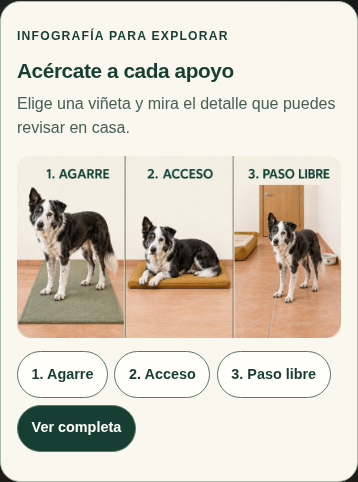 INFOGRAFÍA PARA EXPLORAR
Acércate a cada apoyo
Elige una viñeta y mira el detalle que puedes
revisar en casa.
1. AGARRE
2. ACCESO
3. PASO LIBRE
1. Agarre
2. Acceso
3. Paso libre
Ver completa